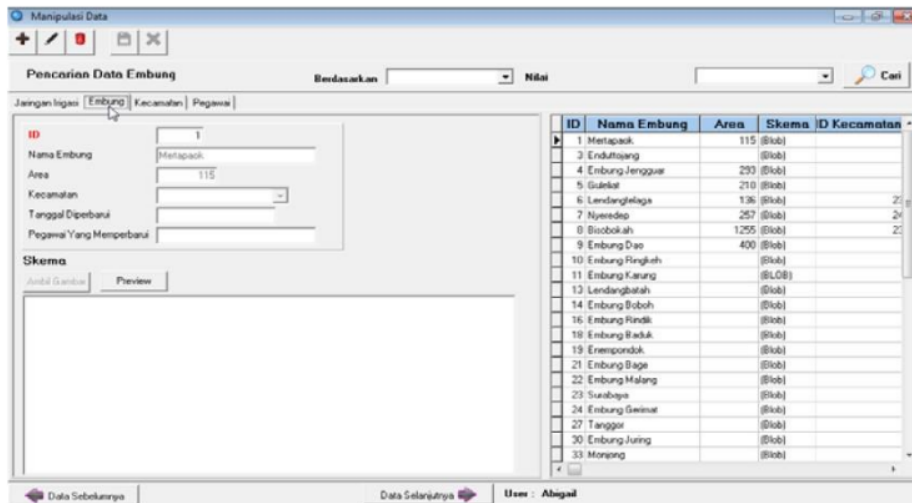 Manipulasi Data
Pencarian Data Embung
Berdasarkan
Nilai
Cari
Jaringan Irigasi Embung Kecamatan Pegawai
ID 1
Nama Embung Mertapaok
Area 115
Kecamatan
Tanggal Diperbarui
Pegawai Yang Memperbarui
Skema
Ambil Gambar Preview
ID Nama Embung Area Skema ID Kecamatan
1 Mertapaok 115 (Blob)
3 Enduttojang (Blob)
4 Embung Jengguar 293 (Blob)
5 Guleliat 210 (Blob)
6 Lendangtelaga 136 (Blob)
7 Nyeredep 257 (Blob)
8 Bisobokah 1255 (Blob)
9 Embung Dao 400 (Blob)
10 Embung Ringkeh (Blob)
11 Embung Karung (BLOB)
13 Lendangbatah (Blob)
14 Embung Boboh (Blob)
16 Embung Rindik (Blob)
18 Embung Baduk (Blob)
19 Enempondok (Blob)
21 Embung Bage (Blob)
22 Embung Malang (Blob)
23 Surabaya (Blob)
24 Embung Gerimat (Blob)
27 Tanggor (Blob)
30 Embung Juring (Blob)
33 Monjong (Blob)
Data Sebelumnya Data Selanjutnya User : Abigail